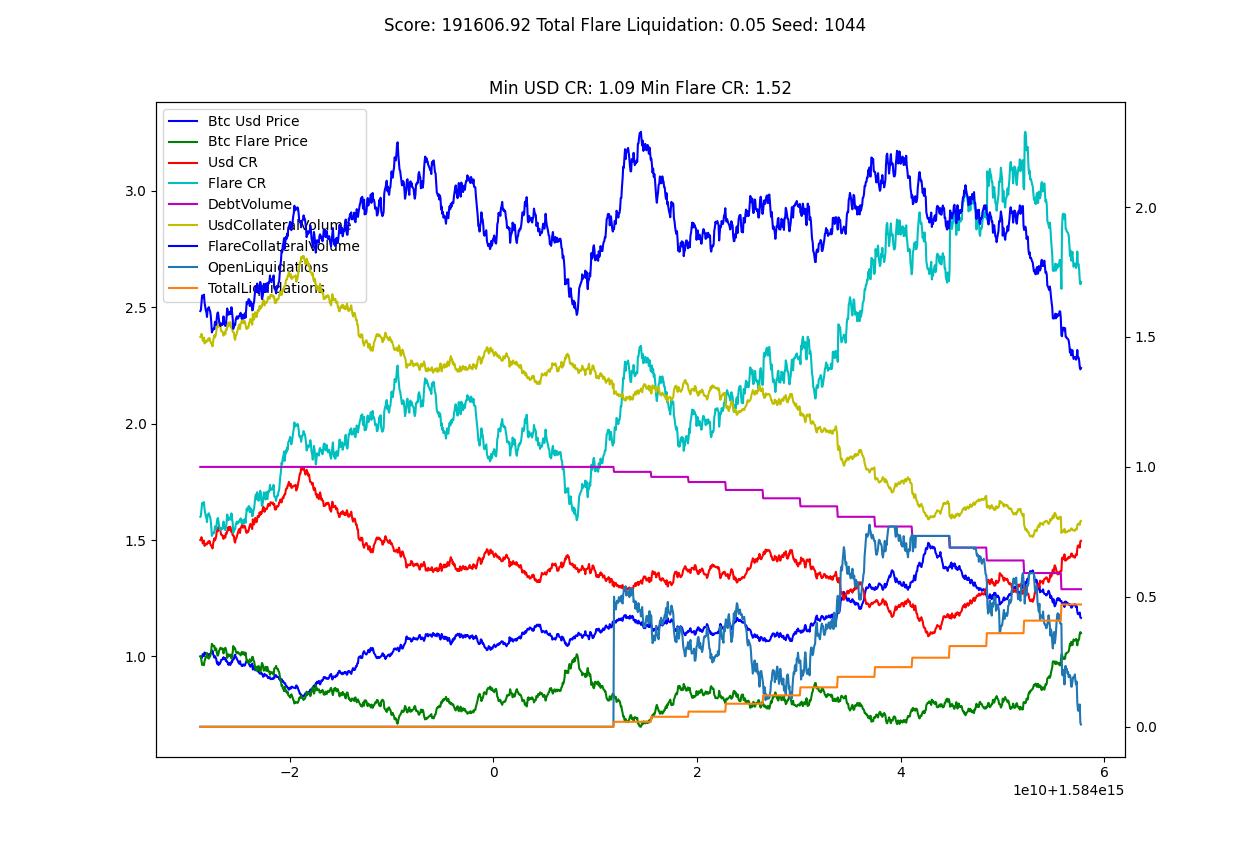 Score: 191606.92 Total Flare Liquidation: 0.05 Seed: 1044
Min USD CR: 1.09 Min Flare CR: 1.52
Btc Usd Price
Btc Flare Price
Usd CR
Flare CR
DebtVolume
UsdCollateralVolume
FlareCollateralVolume
OpenLiquidations
TotalLiquidations
3.0
2.5
2.0
1.5
1.0
2.0
1.5
1.0
0.5
0.0
−2
0
2
4
6
1e10+1.584e15